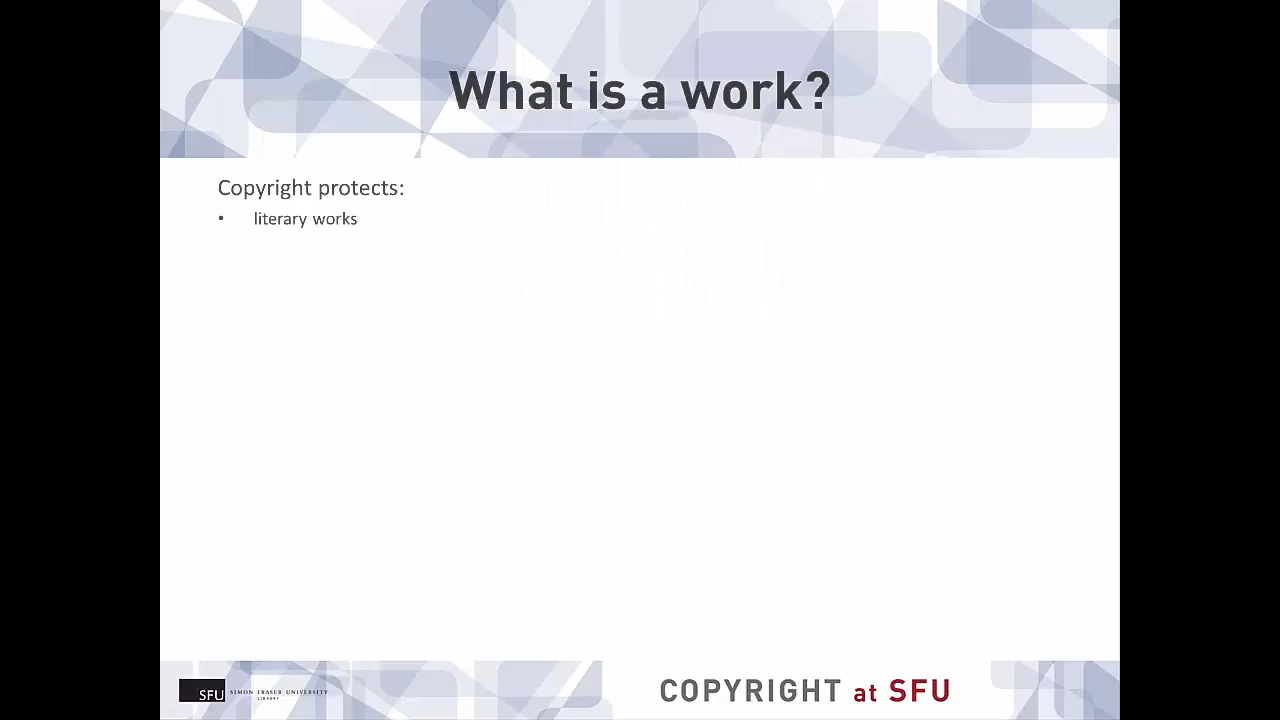 What is a work?
Copyright protects:
• literary works
SFU SIMON FRASER UNIVERSITY
LIBRARY
COPYRIGHT at SFU